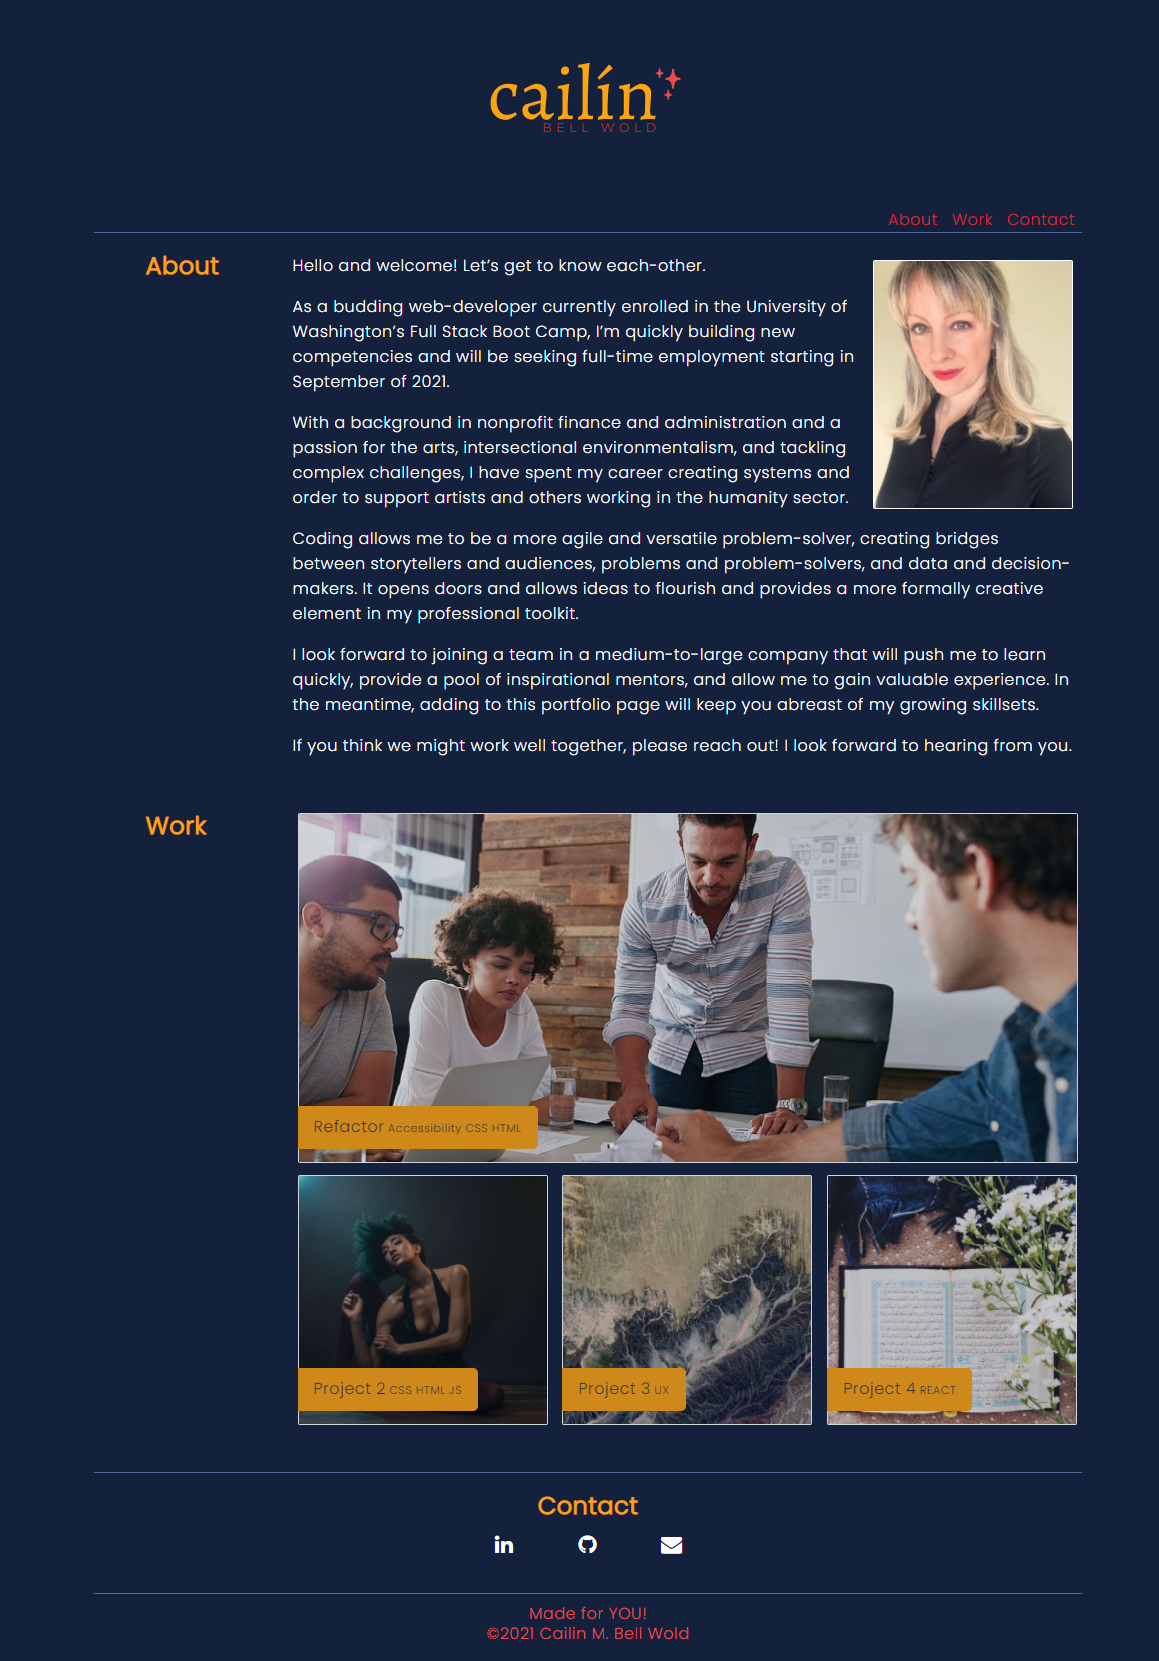 cailín
BELL WOLD
About Work Contact
About
Hello and welcome! Let’s get to know each-other.
As a budding web-developer currently enrolled in the University of
Washington’s Full Stack Boot Camp, I’m quickly building new
competencies and will be seeking full-time employment starting in
September of 2021.
With a background in nonprofit finance and administration and a
passion for the arts, intersectional environmentalism, and tackling
complex challenges, I have spent my career creating systems and
order to support artists and others working in the humanity sector.
Coding allows me to be a more agile and versatile problem-solver, creating bridges
between storytellers and audiences, problems and problem-solvers, and data and decision-
makers. It opens doors and allows ideas to flourish and provides a more formally creative
element in my professional toolkit.
I look forward to joining a team in a medium-to-large company that will push me to learn
quickly, provide a pool of inspirational mentors, and allow me to gain valuable experience. In
the meantime, adding to this portfolio page will keep you abreast of my growing skillsets.
If you think we might work well together, please reach out! I look forward to hearing from you.
Work
Refactor Accessibility CSS HTML
Project 2 CSS HTML JS
Project 3 UX
Project 4 REACT
Contact
Made for YOU!
©2021 Cailin M. Bell Wold